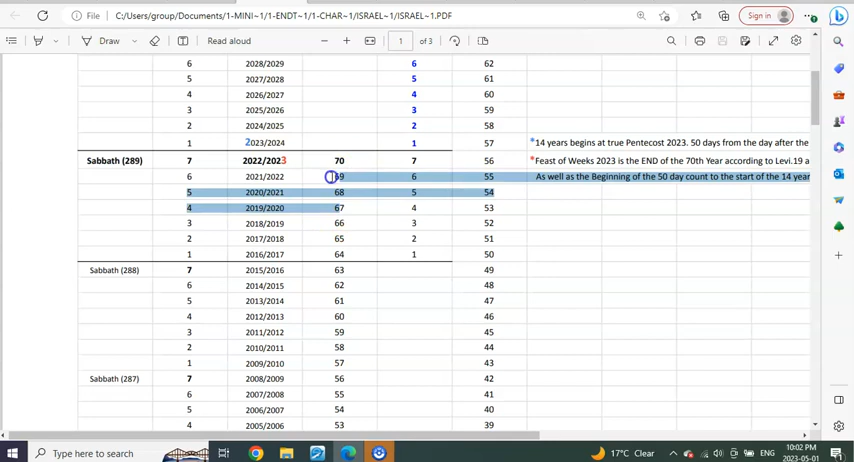 File C:/Users/group/Documents/1-MINI~1/1-ENDT~1/1-CHAR~1/ISRAEL~1/ISRAEL~1.PDF Sign in
Draw Read aloud 1 of 3
6 2028/2029 6 62
5 2027/2028 5 61
4 2026/2027 4 60
3 2025/2026 3 59
2 2024/2025 2 58
1 2023/2024 1 57 *14 years begins at true Pentecost 2023. 50 days from the day after the
Sabbath (289) 7 2022/2023 70 7 56 *Feast of Weeks 2023 is the END of the 70th Year according to Levi.19 a
6 2021/2022 69 6 55 As well as the Beginning of the 50 day count to the start of the 14 year
5 2020/2021 68 5 54
4 2019/2020 67 4 53
3 2018/2019 66 3 52
2 2017/2018 65 2 51
1 2016/2017 64 1 50
Sabbath (288) 7 2015/2016 63 49
6 2014/2015 62 48
5 2013/2014 61 47
4 2012/2013 60 46
3 2011/2012 59 45
2 2010/2011 58 44
1 2009/2010 57 43
Sabbath (287) 7 2008/2009 56 42
6 2007/2008 55 41
5 2006/2007 54 40
4 2005/2006 53 39
Type here to search 17°C Clear ENG 10:02 PM
2023-05-01